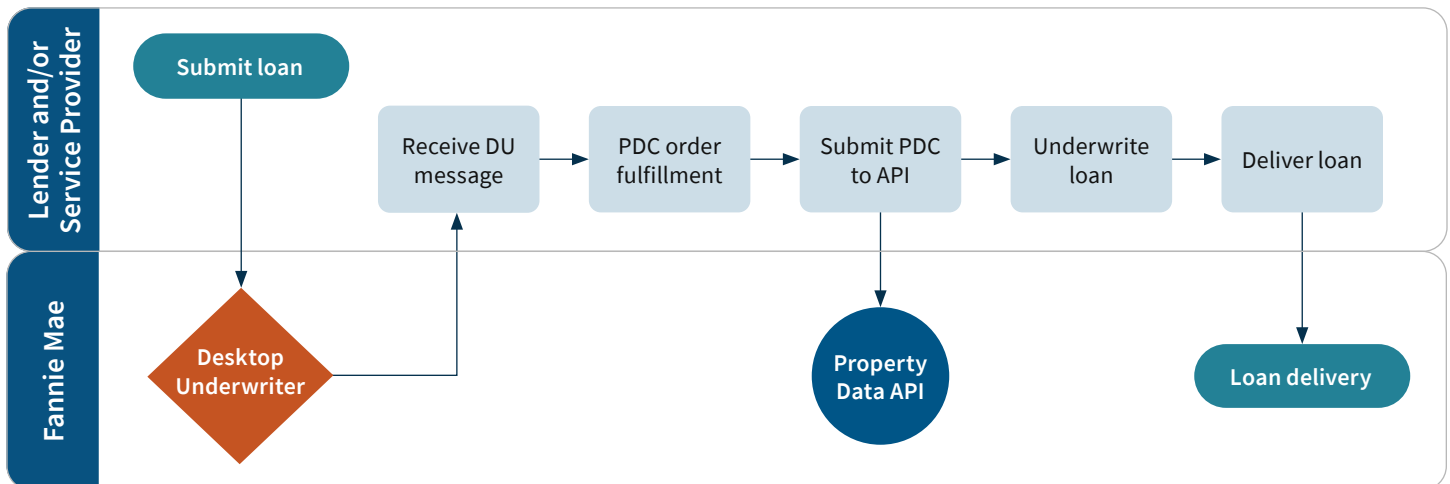 Lender and/or
Service Provider
Submit loan
Receive DU
message
PDC order
fulfillment
Submit PDC
to API
Underwrite
loan
Deliver loan
Fannie Mae
Desktop
Underwriter
Property
Data API
Loan delivery